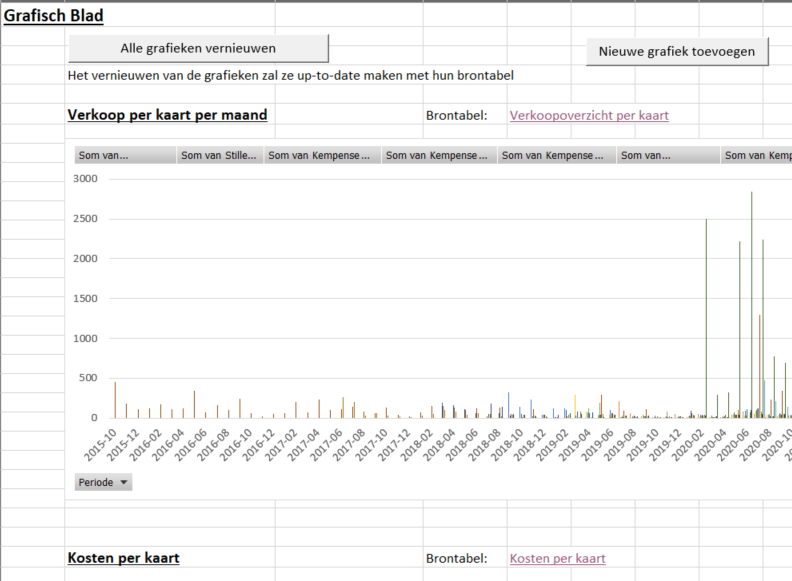 Grafisch Blad
Alle grafieken vernieuwen
Nieuwe grafiek toevoegen
Het vernieuwen van de grafieken zal ze up-to-date maken met hun brontabel
Verkoop per kaart per maand Brontabel: Verkoopoverzicht per kaart
Som van... Som van Stille... Som van Kempense ... Som van Kempense ... Som van Kempense ... Som van... Som van Kemp
3000
2500
2000
1500
1000
500
0
2015-10 2015-12 2016-02 2016-04 2016-06 2016-08 2016-10 2016-12 2017-02 2017-04 2017-06 2017-08 2017-10 2017-12 2018-02 2018-04 2018-06 2018-08 2018-10 2018-12 2019-02 2019-04 2019-06 2019-08 2019-10 2019-12 2020-02 2020-04 2020-06 2020-08 2020-10
Periode
Kosten per kaart Brontabel: Kosten per kaart